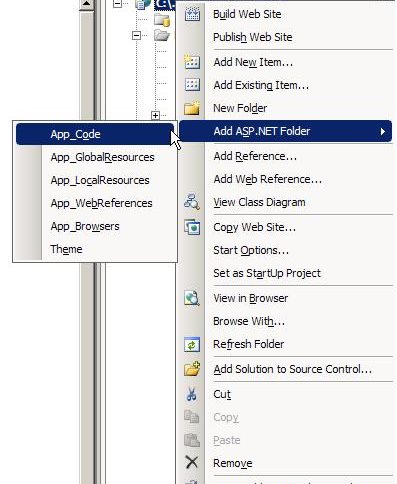 C:\
Build Web Site
Publish Web Site
Add New Item...
Add Existing Item...
New Folder
Add ASP.NET Folder
App_Code
App_GlobalResources
App_LocalResources
App_WebReferences
App_Browsers
Theme
Add Reference...
Add Web Reference...
View Class Diagram
Copy Web Site...
Start Options...
Set as StartUp Project
View in Browser
Browse With...
Refresh Folder
Add Solution to Source Control...
Cut
Copy
Paste
Remove